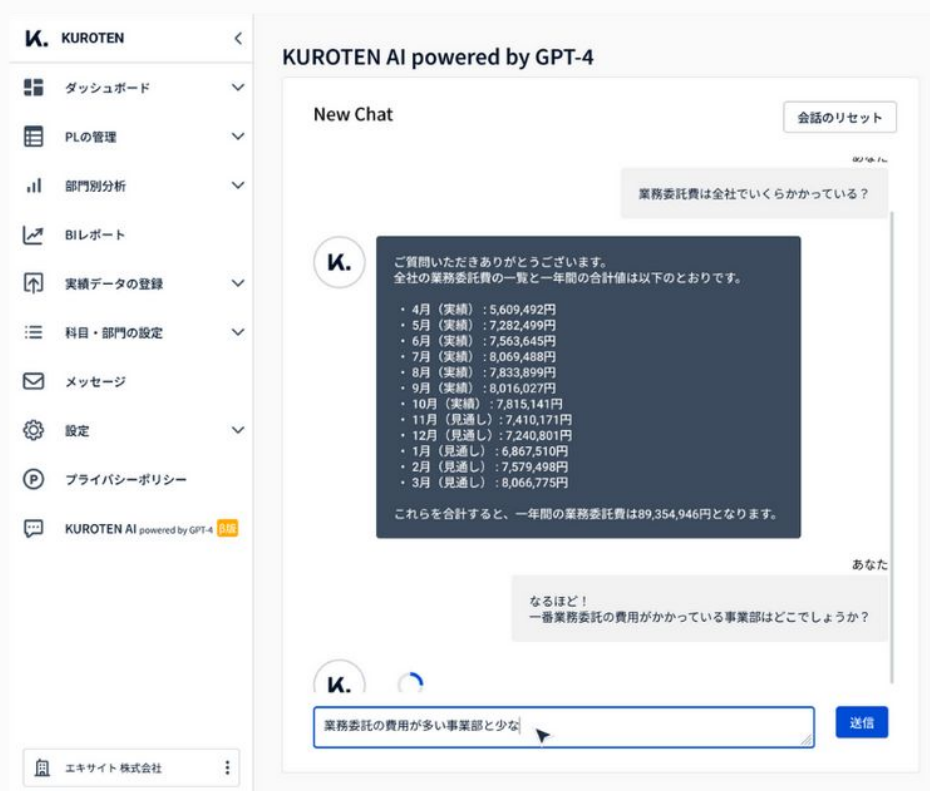 K. KUROTEN
ダッシュボード
PLの管理
部門別分析
BIレポート
実績データの登録
科目・部門の設定
メッセージ
設定
P プライバシーポリシー
KUROTEN AI powered by GPT-4 β版
エキサイト 株式会社
KUROTEN AI powered by GPT-4
New Chat
会話のリセット
あなた
業務委託費は全社でいくらかかっている？
K.
ご質問いただきありがとうございます。
全社の業務委託費の一覧と一年間の合計値は以下のとおりです。
・ 4月（実績）：5,609,492円
・ 5月（実績）：7,282,499円
・ 6月（実績）：7,563,645円
・ 7月（実績）：8,069,488円
・ 8月（実績）：7,833,899円
・ 9月（実績）：8,016,027円
・ 10月（実績）：7,815,141円
・ 11月（見通し）：7,410,171円
・ 12月（見通し）：7,240,801円
・ 1月（見通し）：6,867,510円
・ 2月（見通し）：7,579,498円
・ 3月（見通し）：8,066,775円
これらを合計すると、一年間の業務委託費は89,354,946円となります。
あなた
なるほど！
一番業務委託の費用がかかっている事業部はどこでしょうか？
K.
業務委託の費用が多い事業部と少な
送信